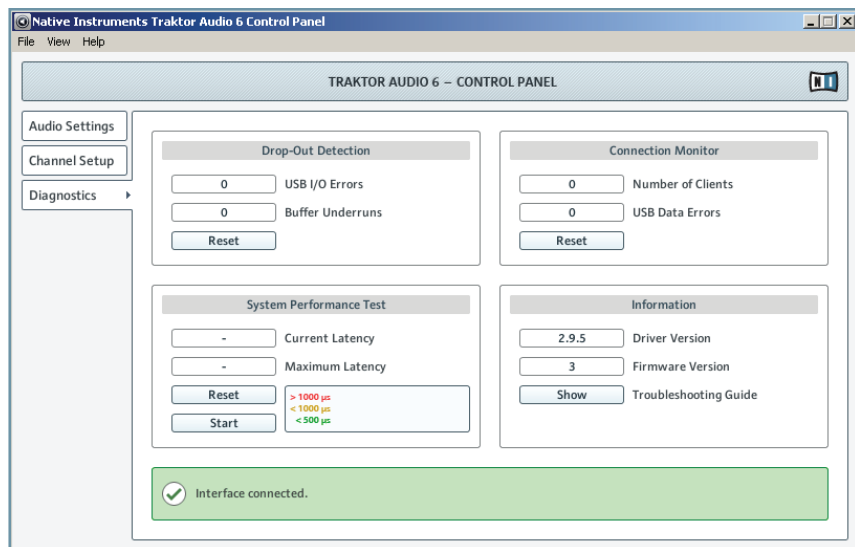 Native Instruments Traktor Audio 6 Control Panel
File View Help
TRAKTOR AUDIO 6 – CONTROL PANEL
NI
Audio Settings
Channel Setup
Diagnostics
Drop-Out Detection
0 USB I/O Errors
0 Buffer Underruns
Reset
Connection Monitor
0 Number of Clients
0 USB Data Errors
Reset
System Performance Test
- Current Latency
- Maximum Latency
Reset
Start
> 1000 µs
< 1000 µs
< 500 µs
Information
2.9.5 Driver Version
3 Firmware Version
Show Troubleshooting Guide
Interface connected.